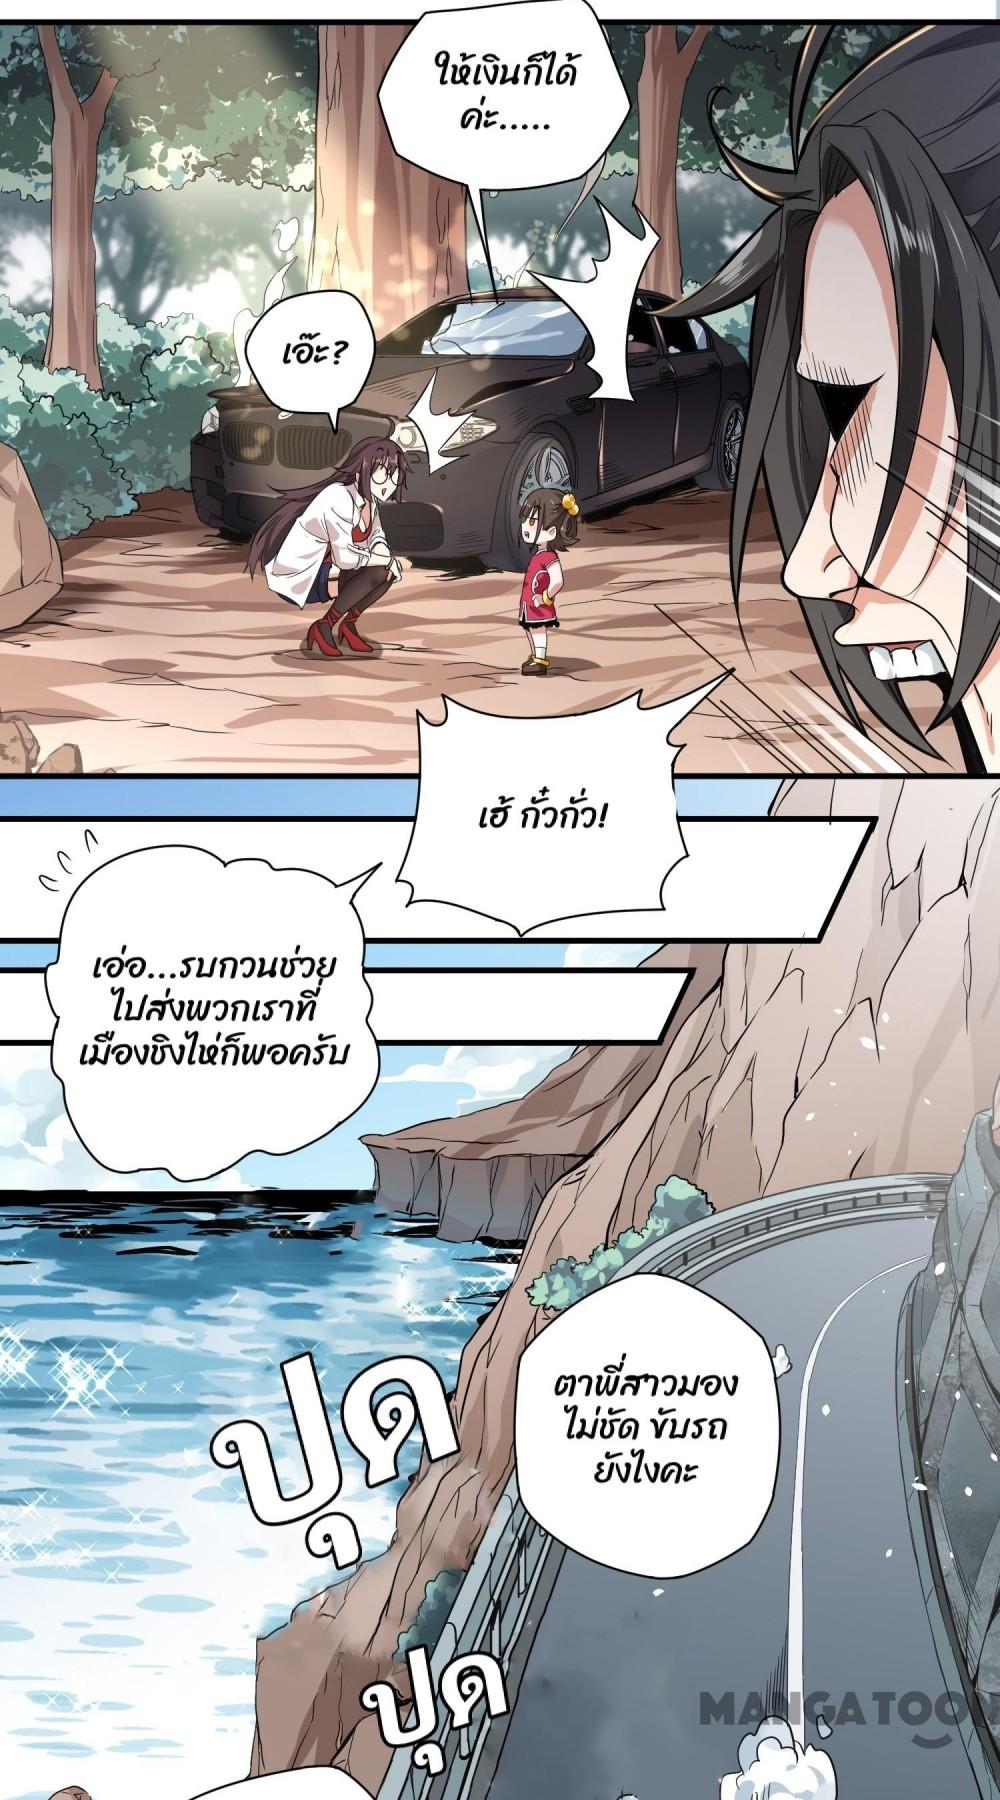 ให้เงินก็ได้
ค่ะ.....
เอ๊ะ?
เฮ้ กั๋วกั่ว!
เอ่อ...รบกวนช่วย
ไปส่งพวกเราที่
เมืองชิงไห่ก็พอครับ
ตาพี่สาวมอง
ไม่ชัด ขับรถ
ยังไงคะ
ปุด
ปุด
MANGATOON